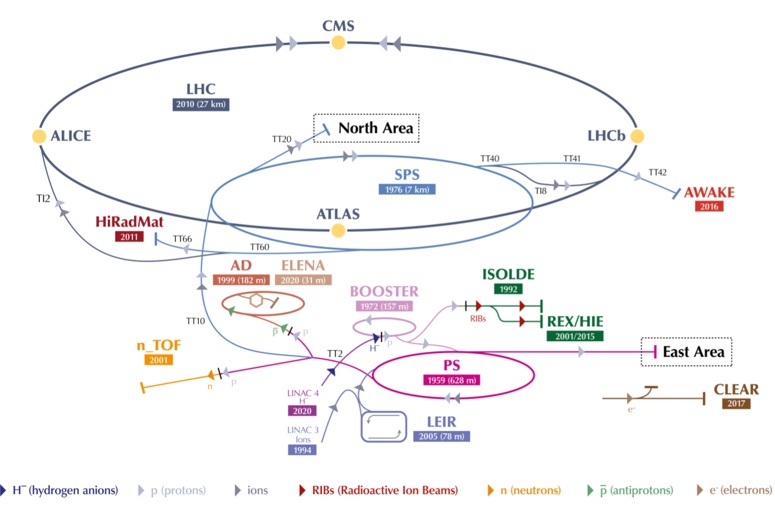 CMS
LHC
2010 (27 km)
ALICE
LHCb
TT20
North Area
TT40
TT41
TT42
TI8
SPS
1976 (7 km)
AWAKE
2016
TI2
ATLAS
HiRadMat
2011
TT66
TT60
AD
1999 (182 m)
ELENA
2020 (31 m)
ISOLDE
1992
BOOSTER
1972 (157 m)
RIBs
REX/HIE
2001/2015
TT10
p̅
p
H⁻
p
n_TOF
2001
TT2
East Area
n
p
PS
1959 (628 m)
LINAC 4
H⁻
2020
CLEAR
2017
e⁻
LINAC 3
Ions
1994
LEIR
2005 (78 m)
H⁻ (hydrogen anions)
p (protons)
ions
RIBs (Radioactive Ion Beams)
n (neutrons)
p̅ (antiprotons)
e⁻ (electrons)